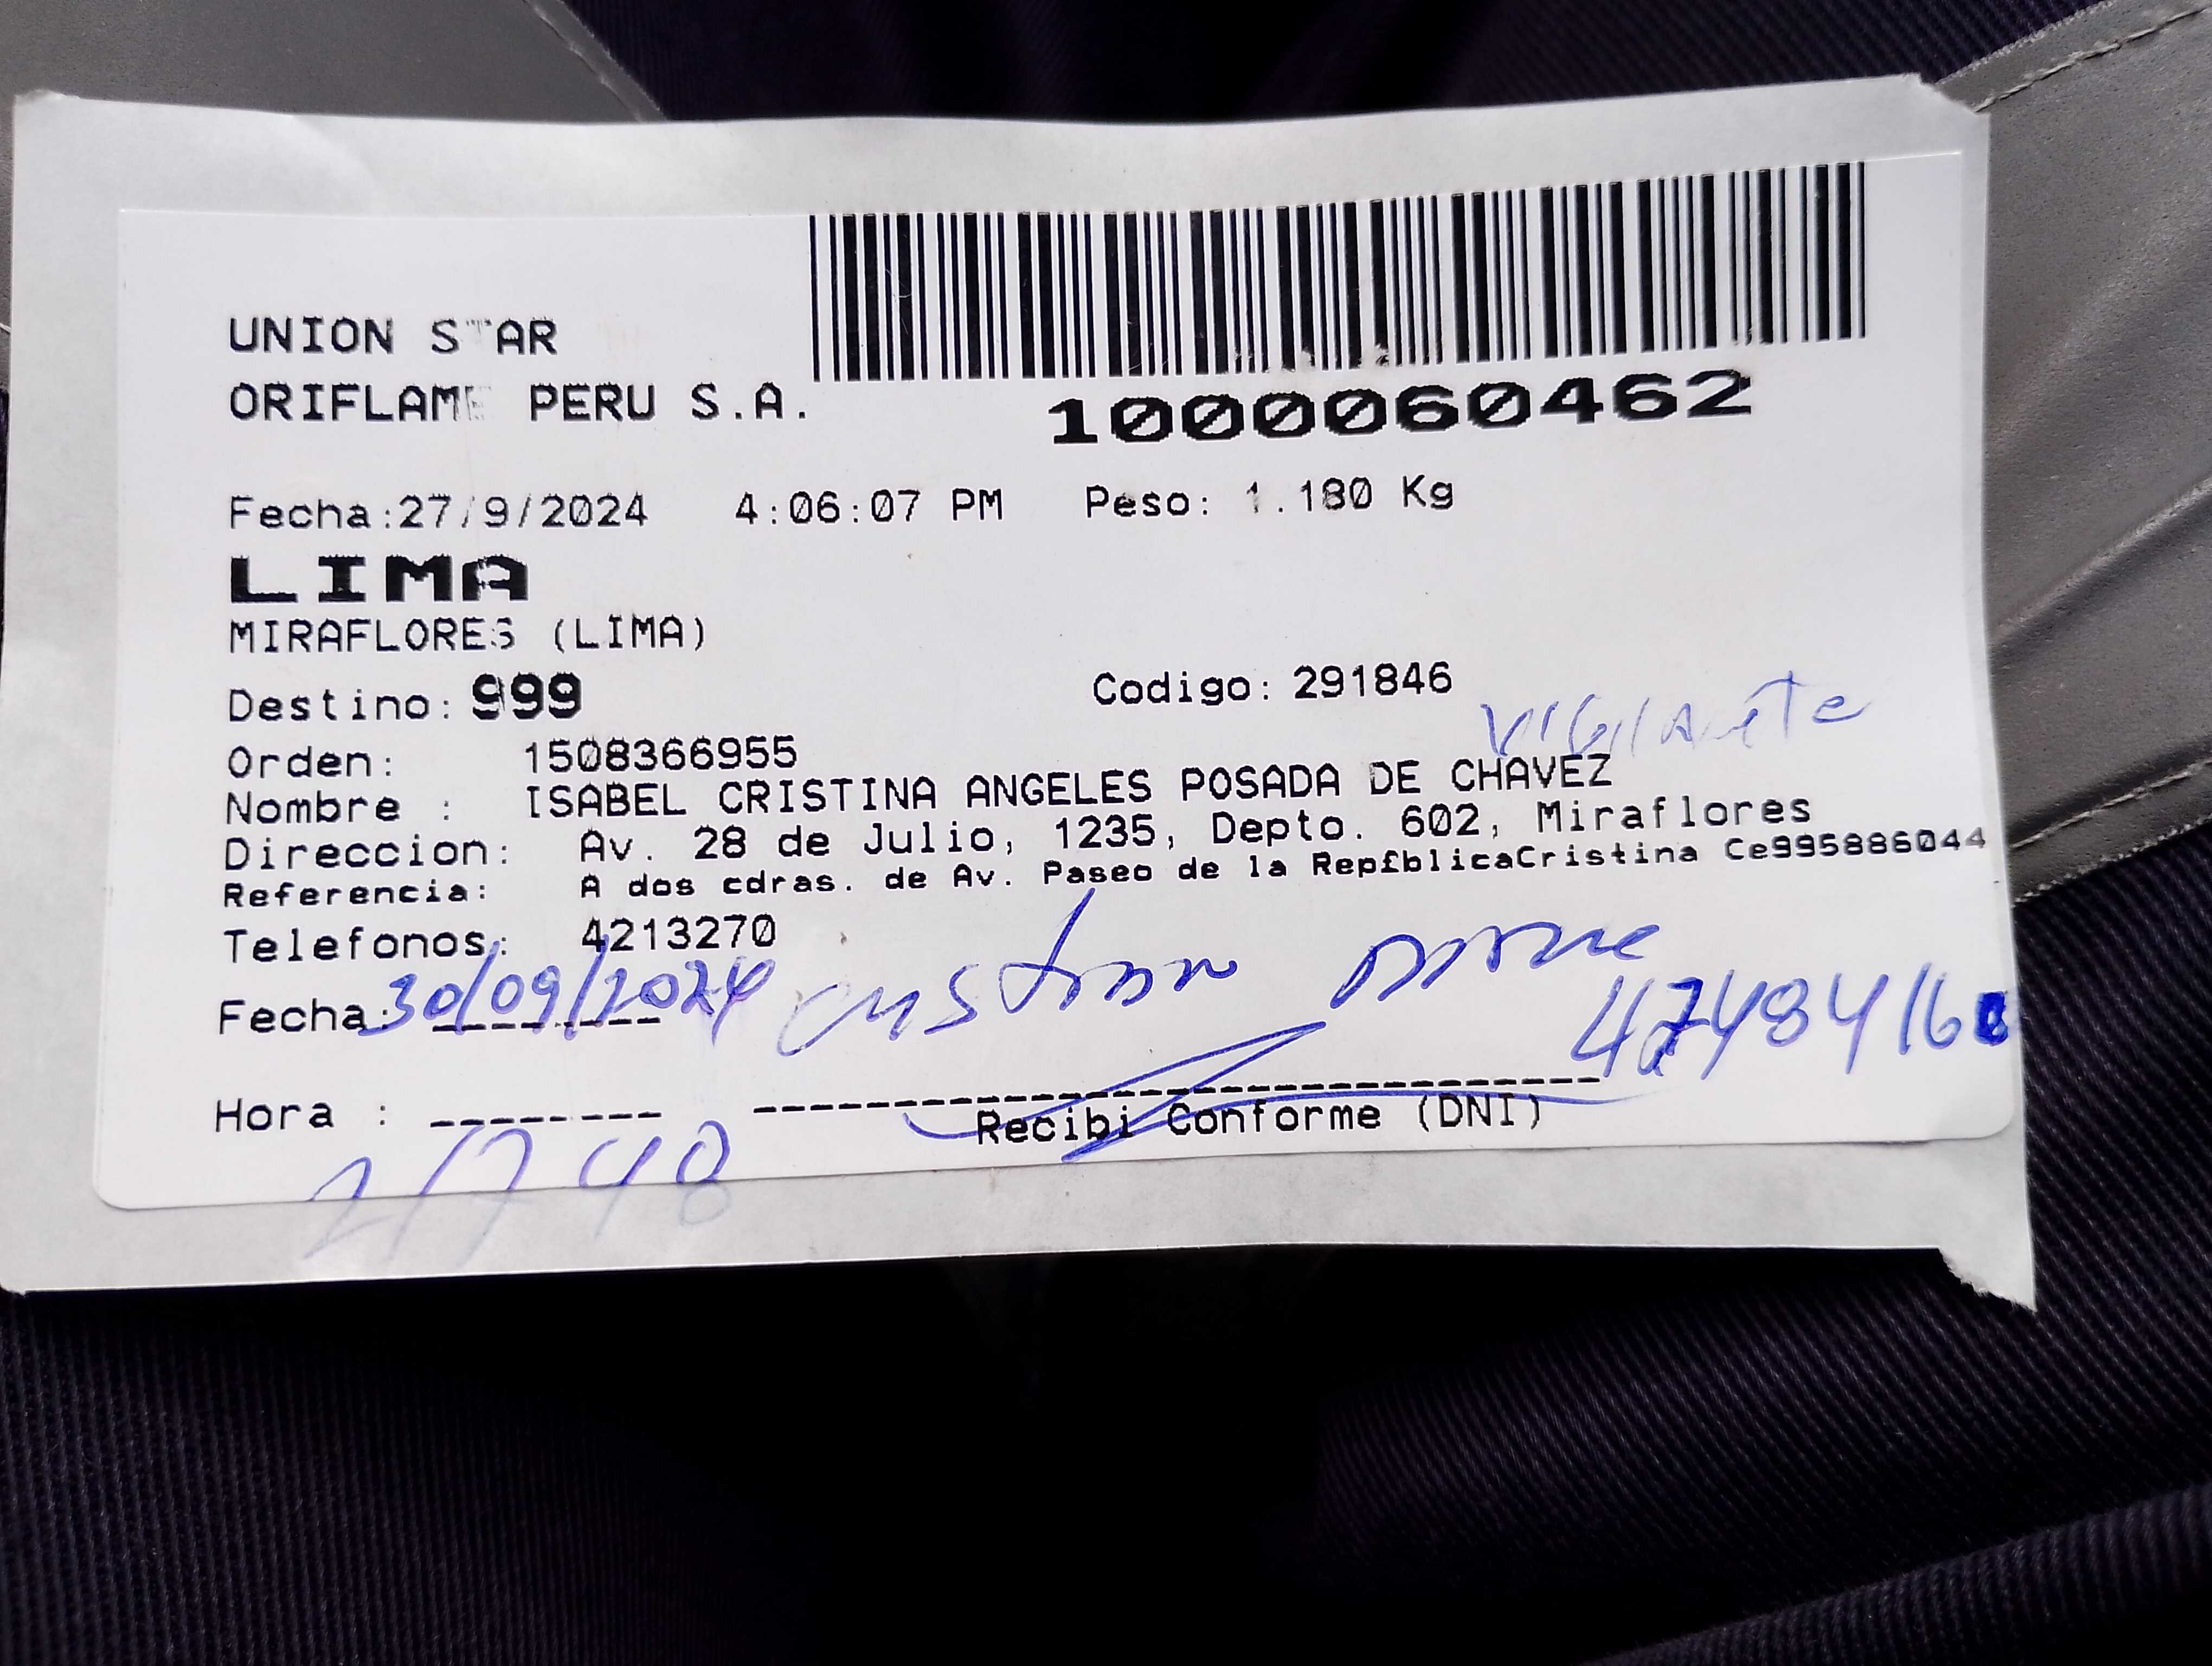 UNION STAR
ORIFLAME PERU S.A.
1000060462
Fecha:27/9/2024 4:06:07 PM Peso: 1.180 Kg
LIMA
MIRAFLORES (LIMA)
Destino: 999 Codigo: 291846
Vigilante
Orden: 1508366955
Nombre : ISABEL CRISTINA ANGELES POSADA DE CHAVEZ
Direccion: Av. 28 de Julio, 1235, Depto. 602, Miraflores
Referencia: A dos cdras. de Av. Paseo de la Rep£blicaCristina Ce995886044
Telefonos: 4213270
Fecha: 30/09/2024
4748416
Hora :
Recibi Conforme (DNI)